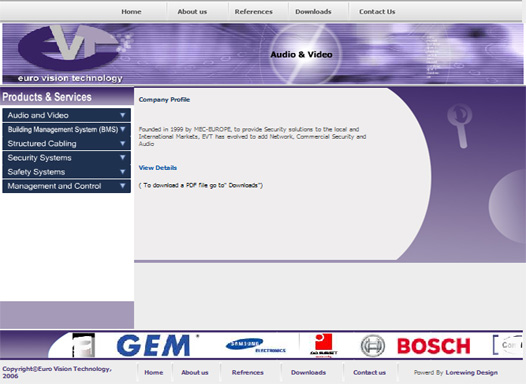 Home About us References Downloads Contact Us
EVT
euro vision technology
Audio & Video
Products & Services
Audio and Video
Building Management System (BMS)
Structured Cabling
Security Systems
Safety Systems
Management and Control
Company Profile
Founded in 1999 by MEC-EUROPE, to provide Security solutions to the local and
International Markets, EVT has evolved to add Network, Commercial Security and
Audio
View Details
( To download a PDF file go to" Downloads")
GEM SAMSUNG ELECTRONICS BOSCH
Copyright©Euro Vision Technology,
2006
Home About us Refrences Downloads Contact us Powerd By Lorewing Design